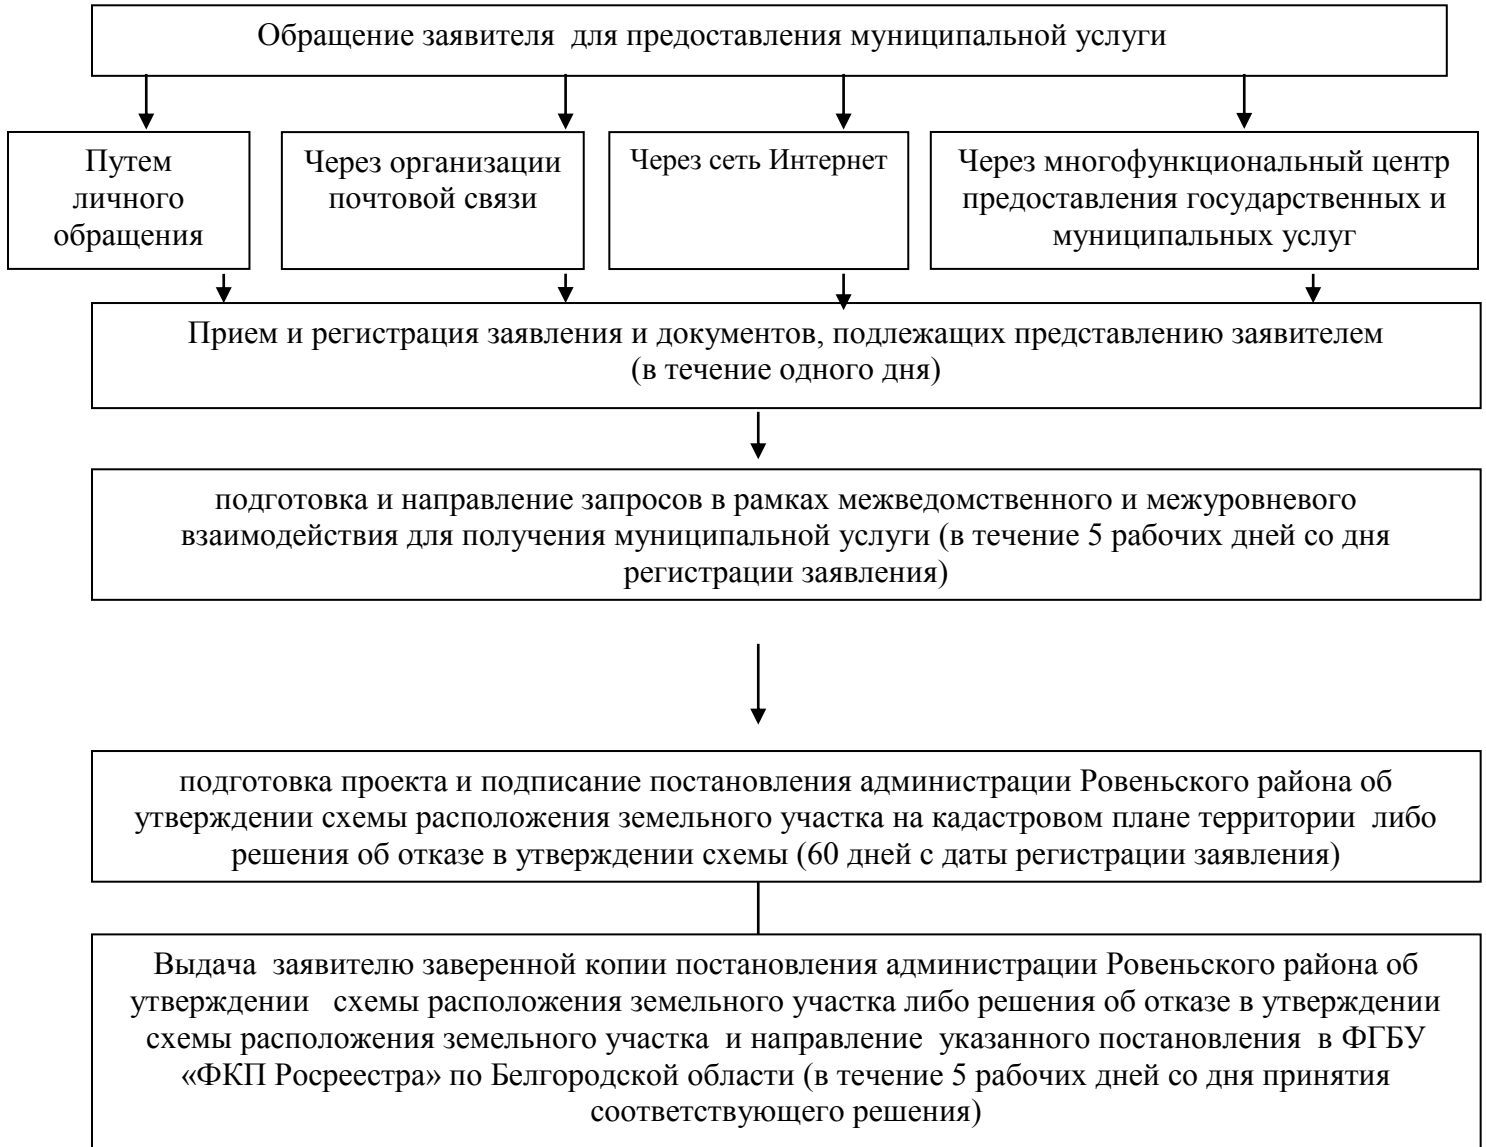 Обращение заявителя для предоставления муниципальной услуги
Путем
личного
обращения
Через организации
почтовой связи
Через сеть Интернет
Через многофункциональный центр
предоставления государственных и
муниципальных услуг
Прием и регистрация заявления и документов, подлежащих представлению заявителем
(в течение одного дня)
подготовка и направление запросов в рамках межведомственного и межуровневого
взаимодействия для получения муниципальной услуги (в течение 5 рабочих дней со дня
регистрации заявления)
подготовка проекта и подписание постановления администрации Ровеньского района об
утверждении схемы расположения земельного участка на кадастровом плане территории либо
решения об отказе в утверждении схемы (60 дней с даты регистрации заявления)
Выдача заявителю заверенной копии постановления администрации Ровеньского района об
утверждении схемы расположения земельного участка либо решения об отказе в утверждении
схемы расположения земельного участка и направление указанного постановления в ФГБУ
«ФКП Росреестра» по Белгородской области (в течение 5 рабочих дней со дня принятия
соответствующего решения)